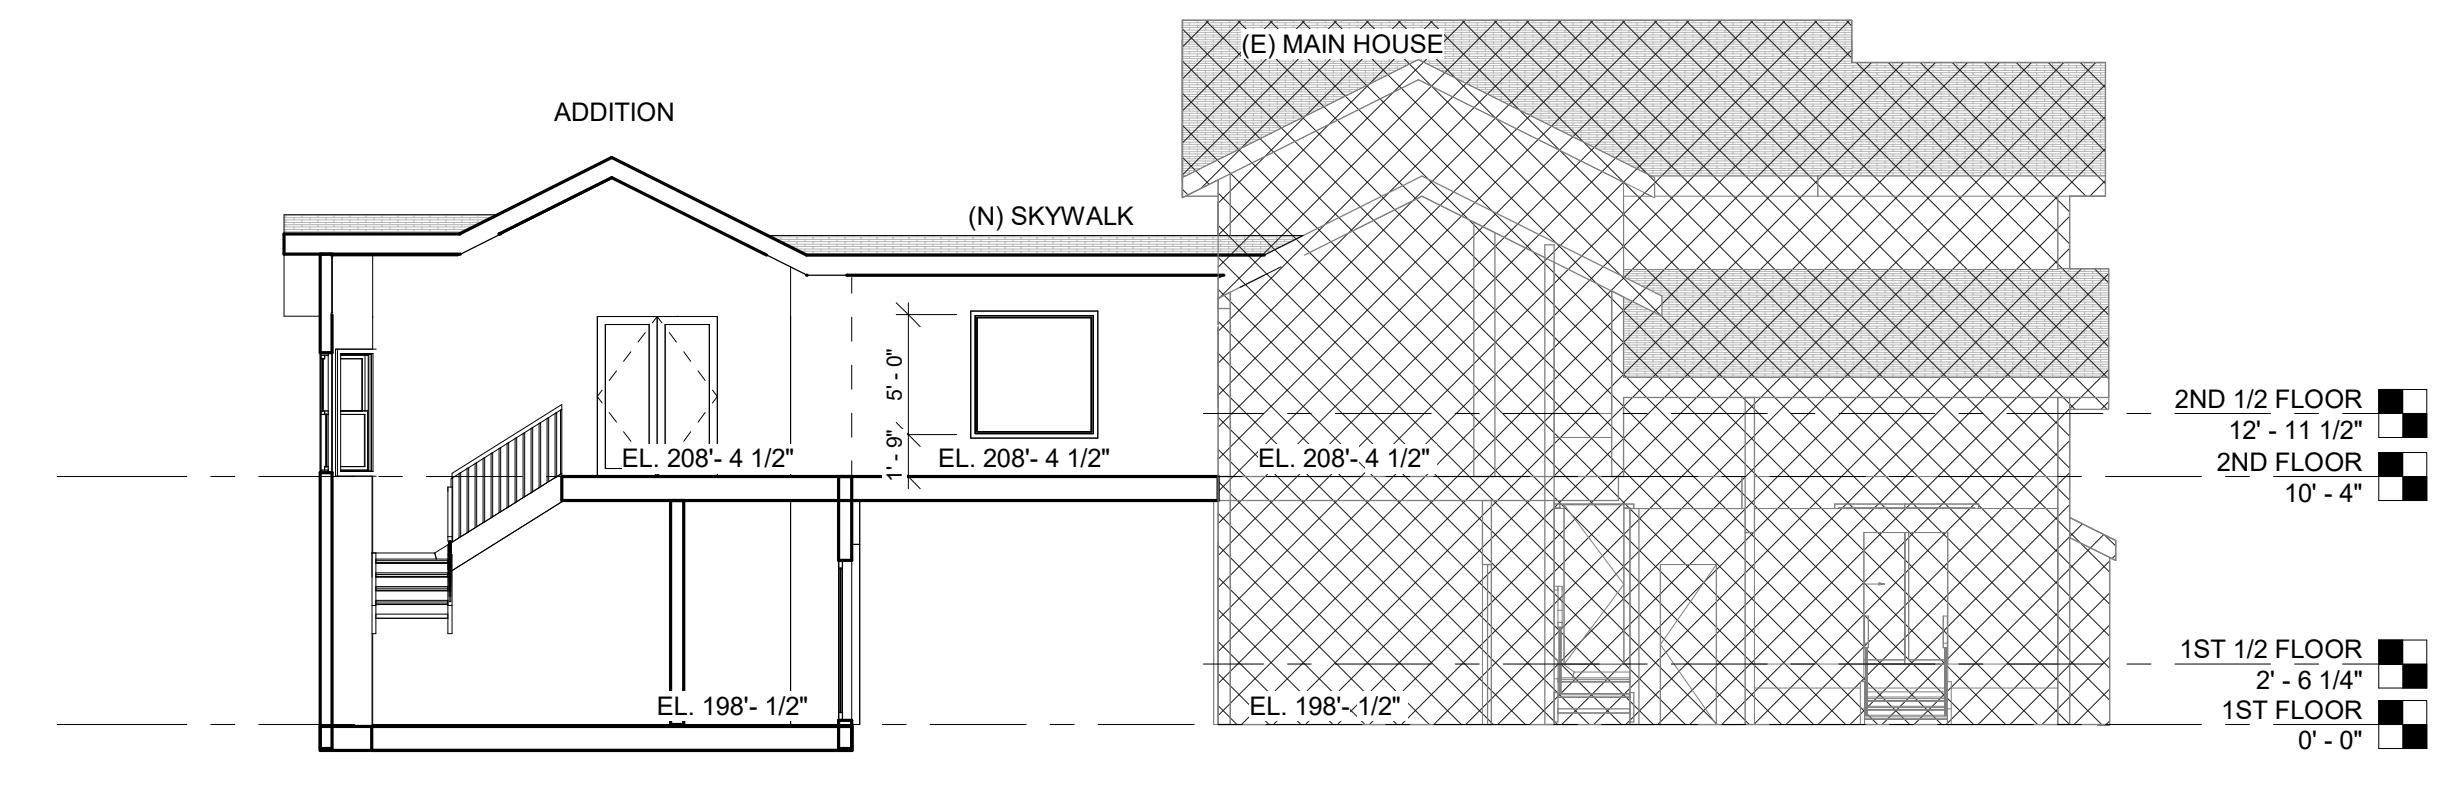 (E) MAIN HOUSE
ADDITION
(N) SKYWALK
5' - 0"
1' - 9"
EL. 208'- 4 1/2"
EL. 208'- 4 1/2"
EL. 208'- 4 1/2"
2ND 1/2 FLOOR
12' - 11 1/2"
2ND FLOOR
10' - 4"
1ST 1/2 FLOOR
2' - 6 1/4"
EL. 198'- 1/2"
EL. 198'- 1/2"
1ST FLOOR
0' - 0"